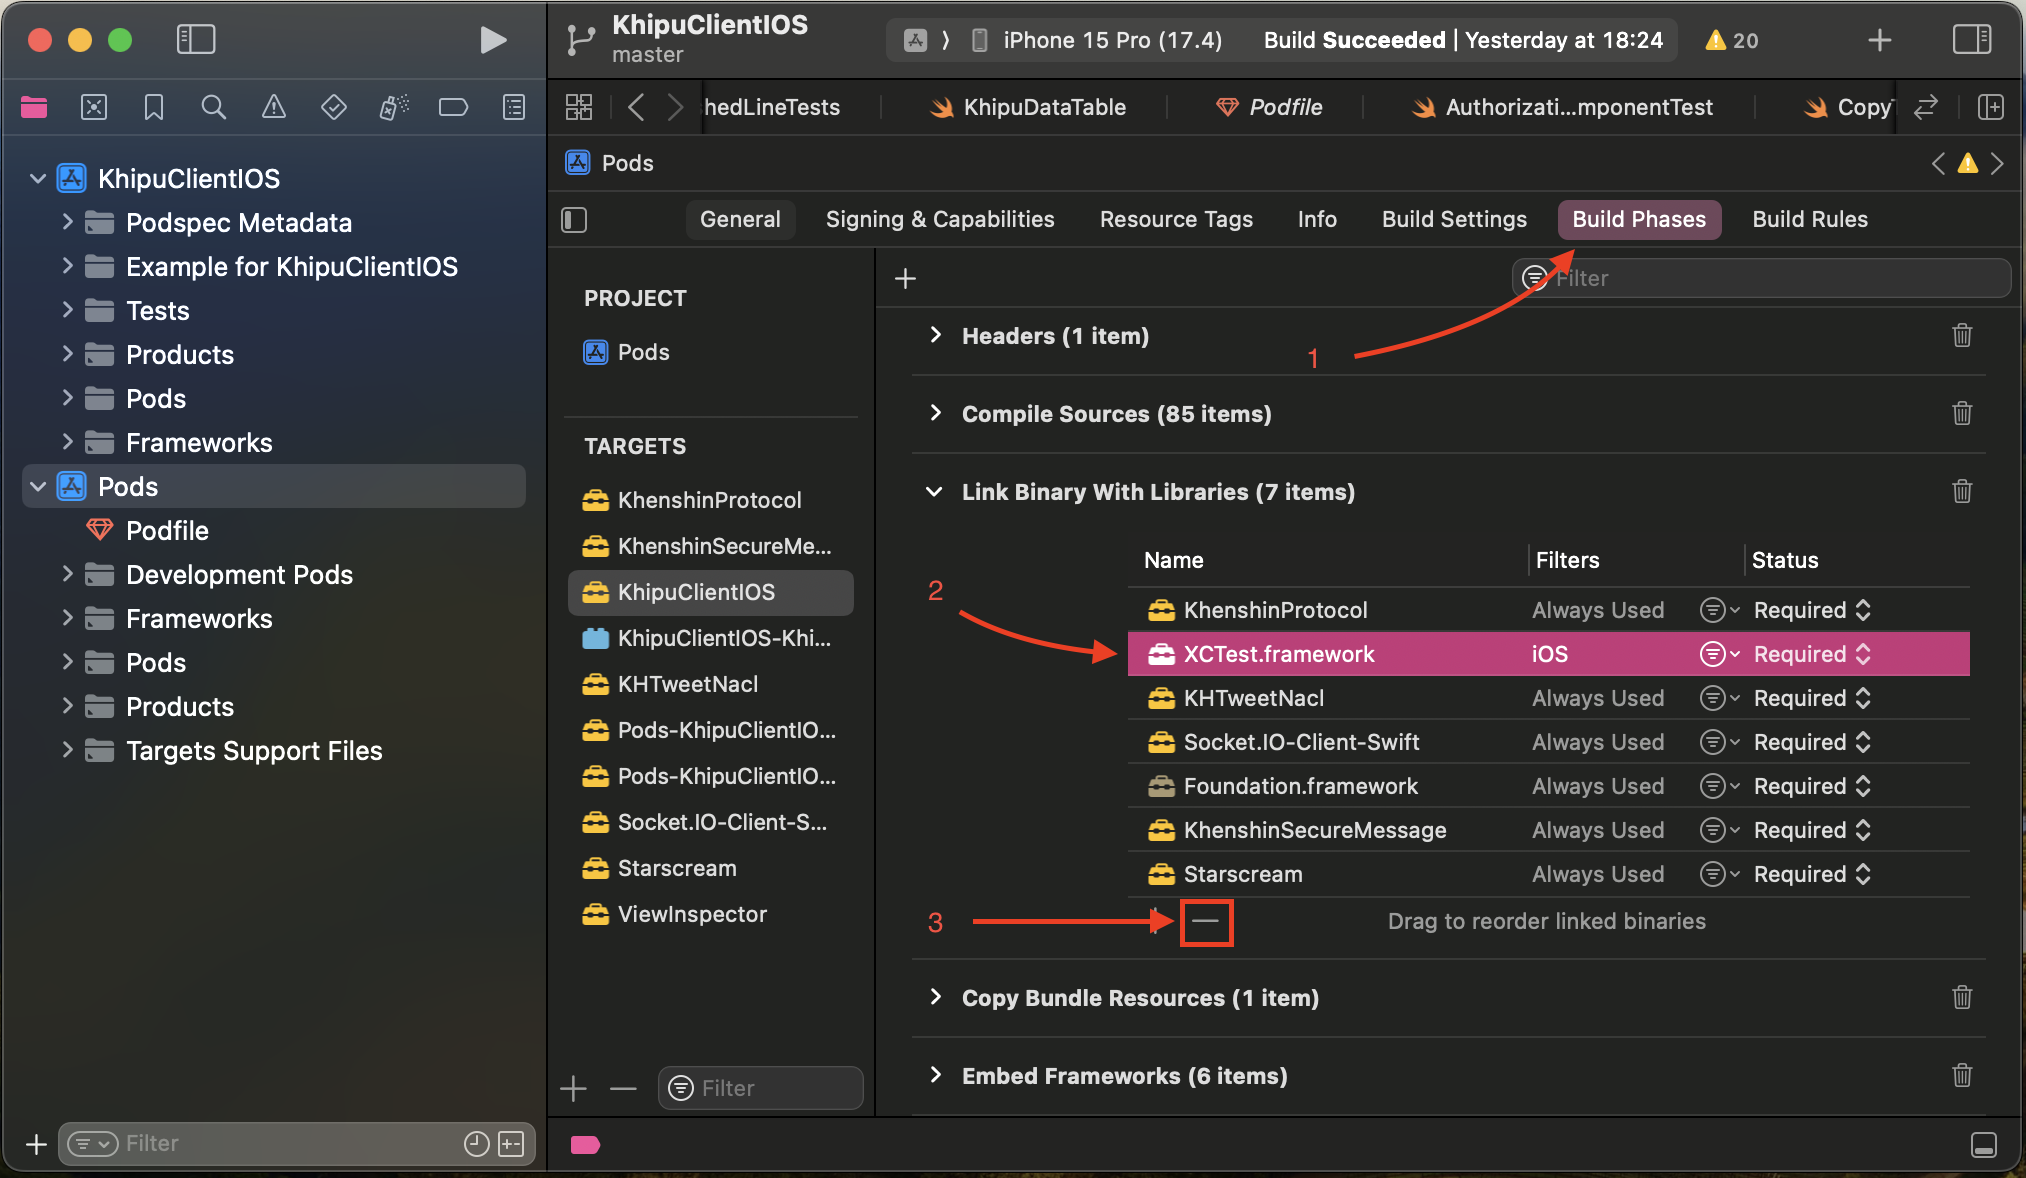 KhipuClientIOS
master
iPhone 15 Pro (17.4)
Build Succeeded | Yesterday at 18:24
20
hedLineTests
KhipuDataTable
Podfile
Authorizati...mponentTest
Copy
Pods
General
Signing & Capabilities
Resource Tags
Info
Build Settings
Build Phases
Build Rules
KhipuClientIOS
Podspec Metadata
Example for KhipuClientIOS
Tests
Products
Pods
Frameworks
Pods
Podfile
Development Pods
Frameworks
Pods
Products
Targets Support Files
Filter
PROJECT
Pods
TARGETS
KhenshinProtocol
KhenshinSecureMe...
KhipuClientIOS
KhipuClientIOS-Khi...
KHTweetNacl
Pods-KhipuClientIO...
Pods-KhipuClientIO...
Socket.IO-Client-S...
Starscream
ViewInspector
Filter
Filter
Headers (1 item)
1
Compile Sources (85 items)
Link Binary With Libraries (7 items)
Name Filters Status
2
KhenshinProtocol Always Used Required
XCTest.framework iOS Required
KHTweetNacl Always Used Required
Socket.IO-Client-Swift Always Used Required
Foundation.framework Always Used Required
KhenshinSecureMessage Always Used Required
Starscream Always Used Required
3
Drag to reorder linked binaries
Copy Bundle Resources (1 item)
Embed Frameworks (6 items)